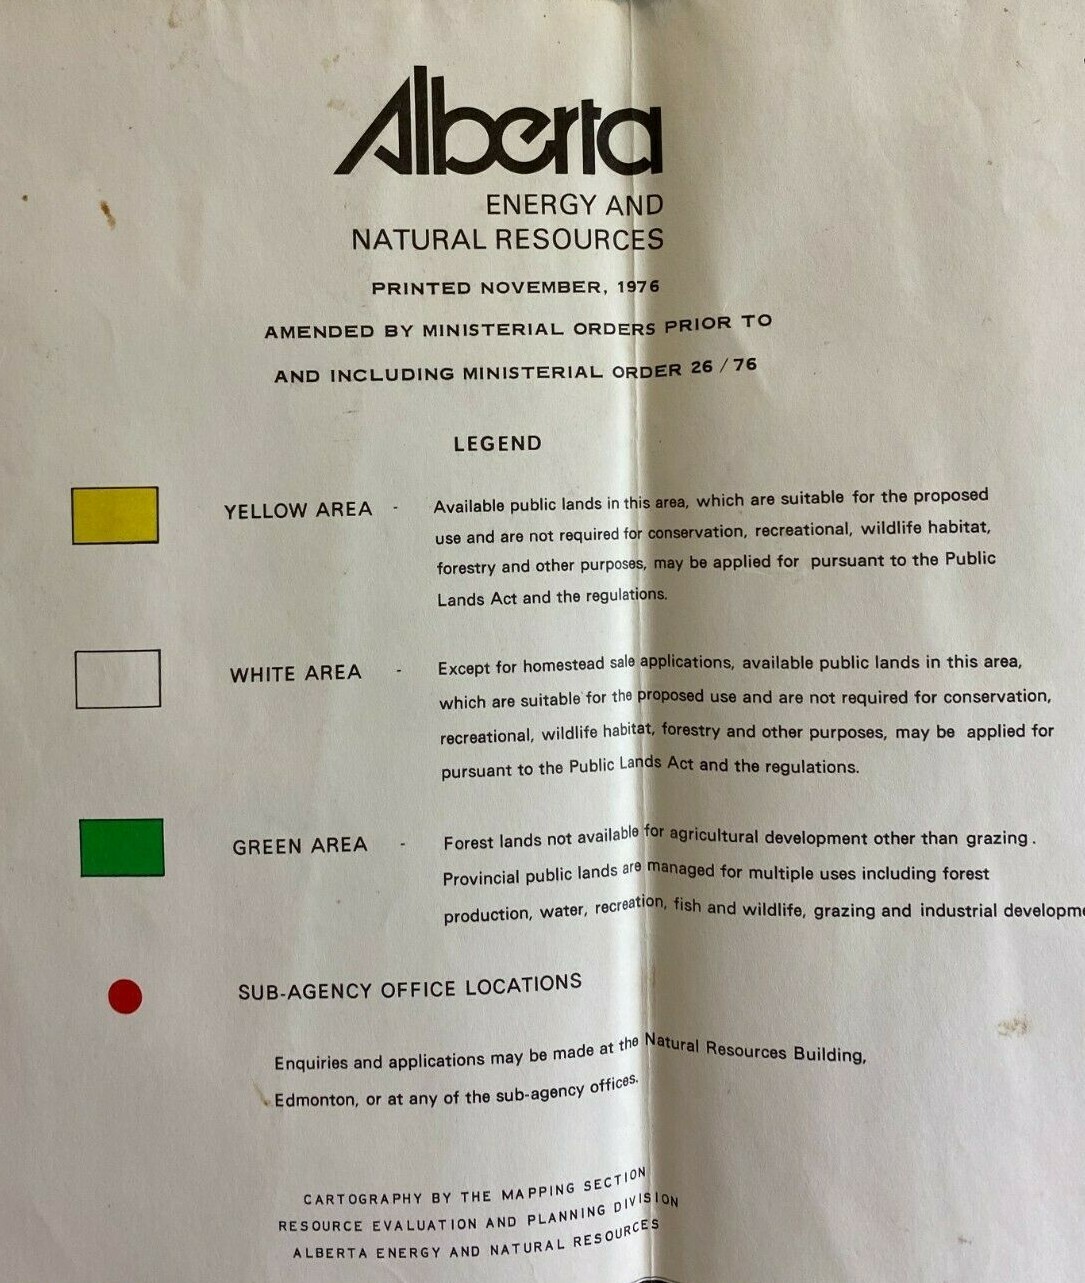 Alberta
ENERGY AND
NATURAL RESOURCES
PRINTED NOVEMBER, 1976
AMENDED BY MINISTERIAL ORDERS PRIOR TO
AND INCLUDING MINISTERIAL ORDER 26 / 76
LEGEND
YELLOW AREA - Available public lands in this area, which are suitable for the proposed
use and are not required for conservation, recreational, wildlife habitat,
forestry and other purposes, may be applied for pursuant to the Public
Lands Act and the regulations.
WHITE AREA - Except for homestead sale applications, available public lands in this area,
which are suitable for the proposed use and are not required for conservation,
recreational, wildlife habitat, forestry and other purposes, may be applied for
pursuant to the Public Lands Act and the regulations.
GREEN AREA - Forest lands not available for agricultural development other than grazing.
Provincial public lands are managed for multiple uses including forest
production, water, recreation, fish and wildlife, grazing and industrial developme
SUB-AGENCY OFFICE LOCATIONS
Enquiries and applications may be made at the Natural Resources Building,
Edmonton, or at any of the sub-agency offices.
CARTOGRAPHY BY THE MAPPING SECTION
RESOURCE EVALUATION AND PLANNING DIVISION
ALBERTA ENERGY AND NATURAL RESOURCES